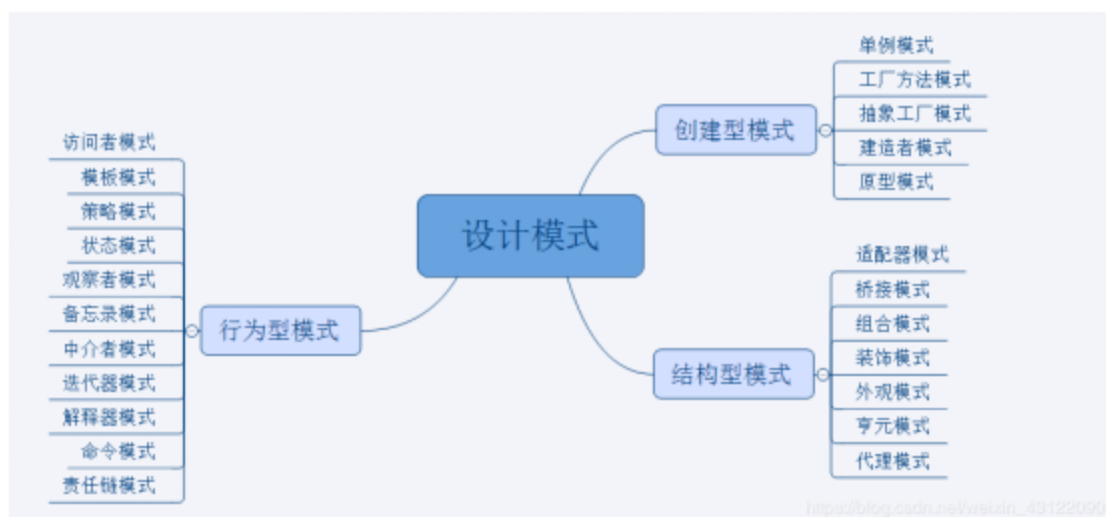 设计模式
创建型模式
单例模式
工厂方法模式
抽象工厂模式
建造者模式
原型模式
结构型模式
适配器模式
桥接模式
组合模式
装饰模式
外观模式
亨元模式
代理模式
行为型模式
访问者模式
模板模式
策略模式
状态模式
观察者模式
备忘录模式
中介者模式
迭代器模式
解释器模式
命令模式
责任链模式
https://blog.csdn.net/weixin_43122090